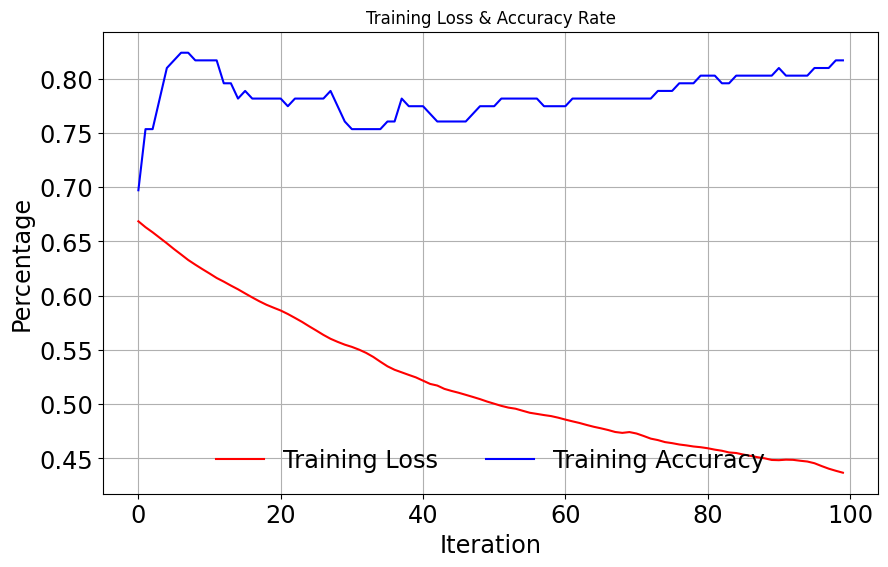 Training Loss & Accuracy Rate
0.80
0.75
0.70
0.65
0.60
0.55
0.50
0.45
Percentage
Training Loss
Training Accuracy
0
20
40
60
80
100
Iteration